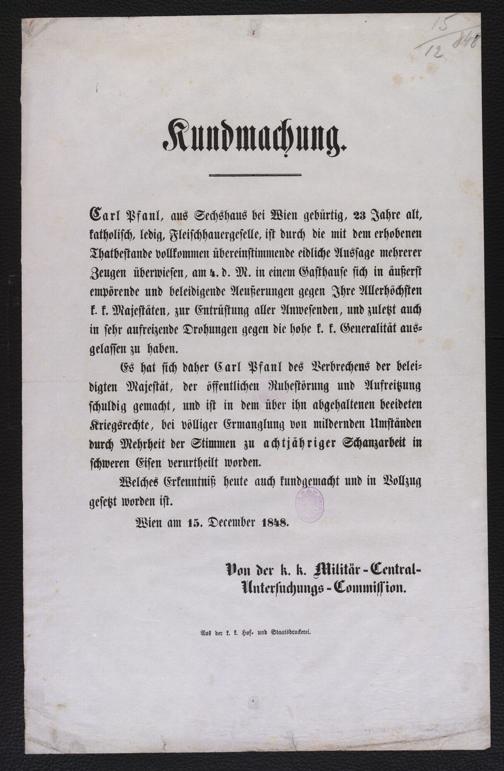 15
12 848
Kundmachung.
Carl Pfanl, aus Sechshaus bei Wien gebürtig, 23 Jahre alt,
katholisch, ledig, Fleischhauergeselle, ist durch die mit dem erhobenen
Thatbestande vollkommen übereinstimmende eidliche Aussage mehrerer
Zeugen überwiesen, am 4. d. M. in einem Gasthause sich in äußerst
empörende und beleidigende Aeußerungen gegen Ihre Allerhöchsten
k. k. Majestäten, zur Entrüstung aller Anwesenden, und zuletzt auch
in sehr aufreizende Drohungen gegen die hohe k. k. Generalität aus-
gelassen zu haben.
Es hat sich daher Carl Pfanl des Verbrechens der belei-
digten Majestät, der öffentlichen Ruhestörung und Aufreitzung
schuldig gemacht, und ist in dem über ihn abgehaltenen beeideten
Kriegsrechte, bei völliger Ermanglung von mildernden Umständen
durch Mehrheit der Stimmen zu achtjähriger Schanzarbeit in
schweren Eisen verurtheilt worden.
Welches Erkenntniß heute auch kundgemacht und in Vollzug
gesetzt worden ist.
Wien am 15. December 1848.
Von der k. k. Militär-Central-
Untersuchungs-Commission.
Aus der k. k. Hof- und Staatsdruckerei.